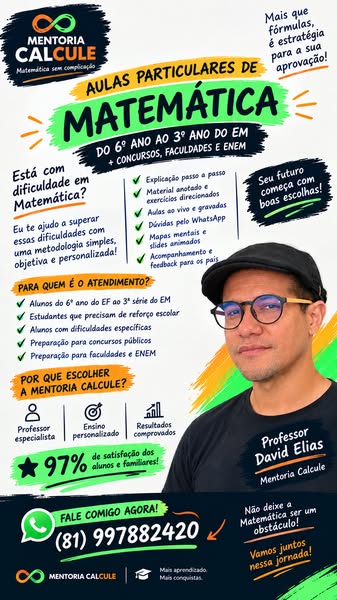 MENTORIA
CALCULE
Matemática sem complicação
Mais que
fórmulas,
é estratégia
para a sua
aprovação!
AULAS PARTICULARES DE
MATEMÁTICA
DO 6º ANO AO 3º ANO DO EM
+ CONCURSOS, FACULDADES E ENEM
Está com
dificuldade em
Matemática?
Eu te ajudo a superar
essas dificuldades com
uma metodologia simples,
objetiva e personalizada!
Explicação passo a passo
Material anotado e
exercícios direcionados
Aulas ao vivo e gravadas
Dúvidas pelo WhatsApp
Mapas mentais e
slides animados
Acompanhamento e
feedback para os pais
Seu futuro
começa com
boas escolhas!
PARA QUEM É O ATENDIMENTO?
Alunos do 6º ano do EF ao 3ª série do EM
Estudantes que precisam de reforço escolar
Alunos com dificuldades específicas
Preparação para concursos públicos
Preparação para faculdades e ENEM
POR QUE ESCOLHER
A MENTORIA CALCULE?
Professor
especialista
Ensino
personalizado
Resultados
comprovados
97% de satisfação dos
alunos e familiares!
Professor
David Elias
Mentoria Calcule
FALE COMIGO AGORA!
(81) 997882420
Não deixe a
Matemática ser um
obstáculo!
Vamos juntos
nessa jornada!
MENTORIA CALCULE
Mais aprendizado.
Mais conquistas.